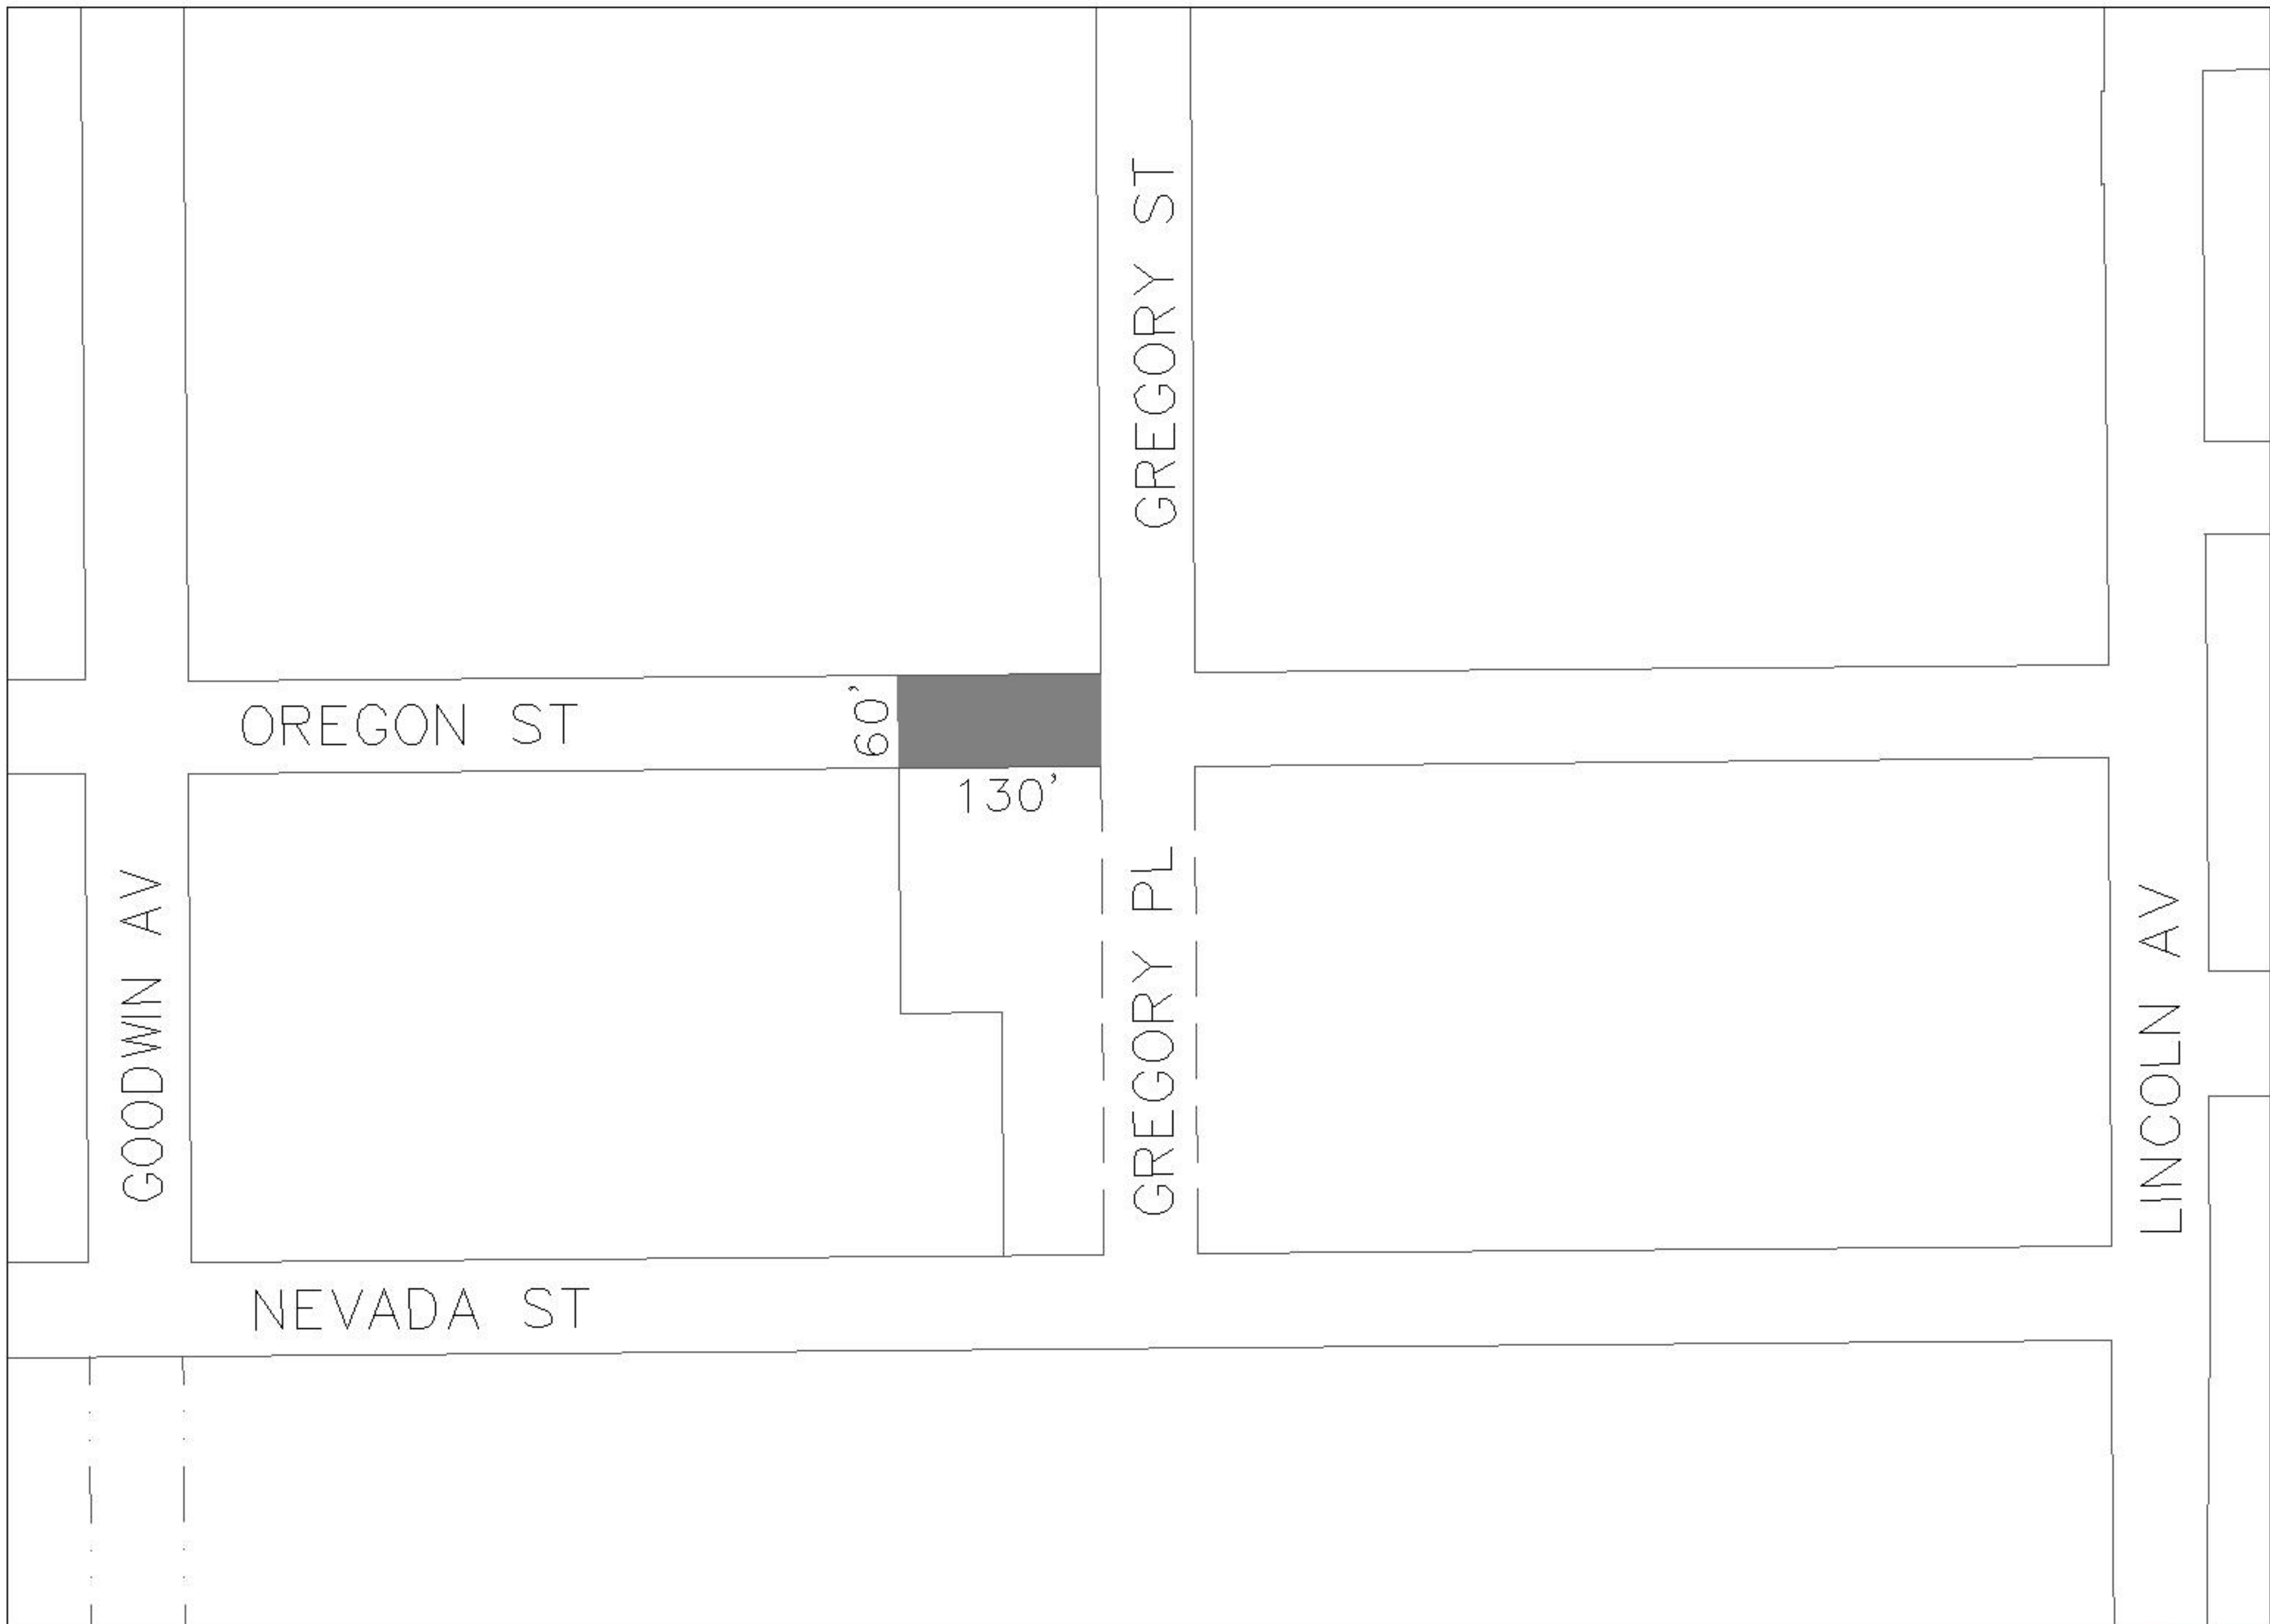 GREGORY ST
OREGON ST
60'
130'
GOODWIN AV
GREGORY PL
LINCOLN AV
NEVADA ST